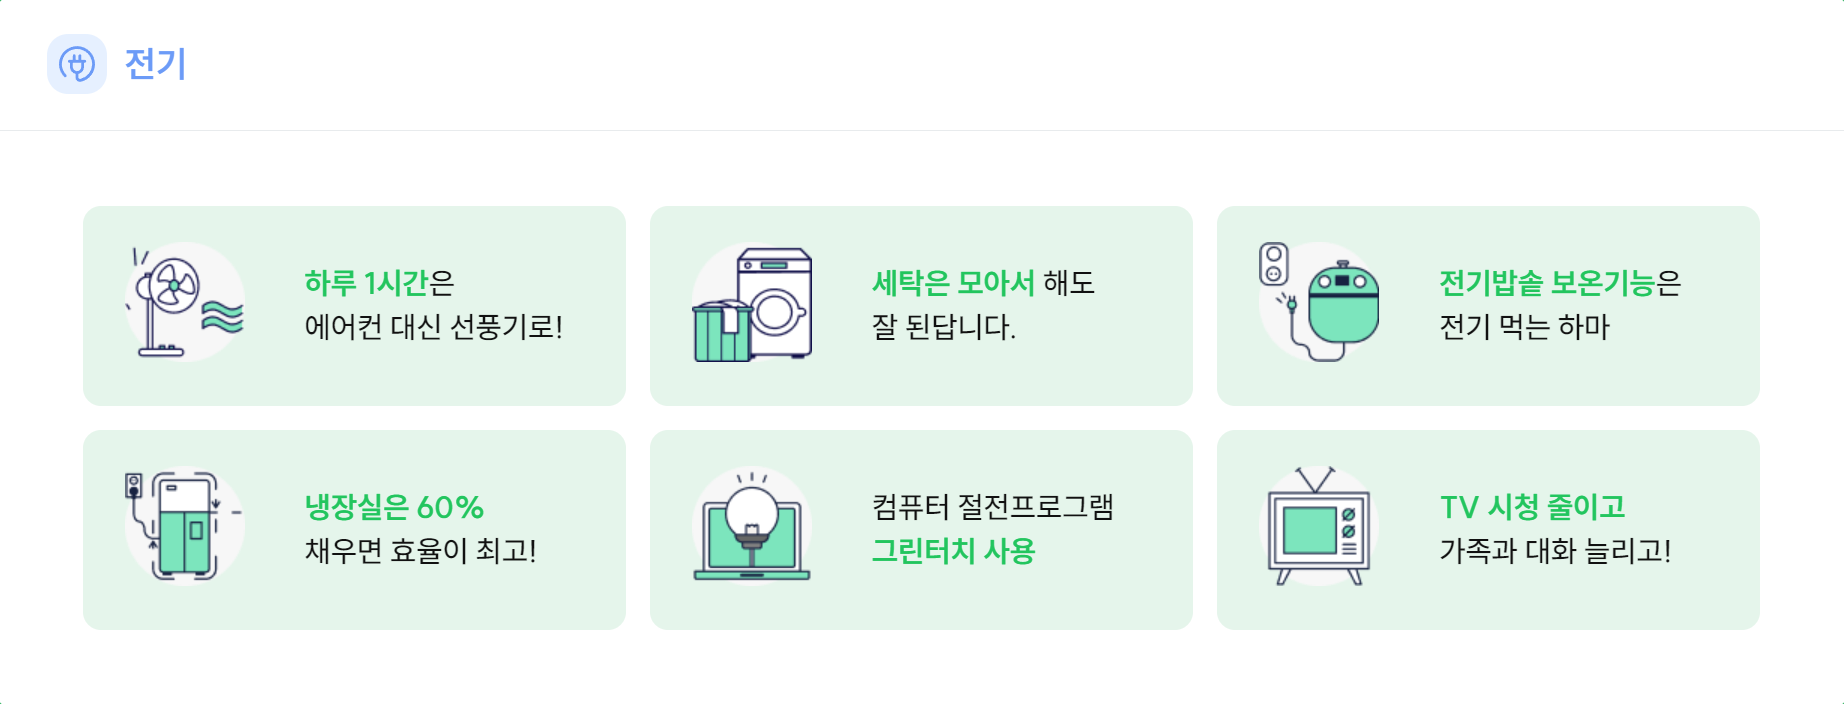 전기
하루 1시간은
에어컨 대신 선풍기로!
세탁은 모아서 해도
잘 된답니다.
전기밥솥 보온기능은
전기 먹는 하마
냉장실은 60%
채우면 효율이 최고!
컴퓨터 절전프로그램
그린터치 사용
TV 시청 줄이고
가족과 대화 늘리고!